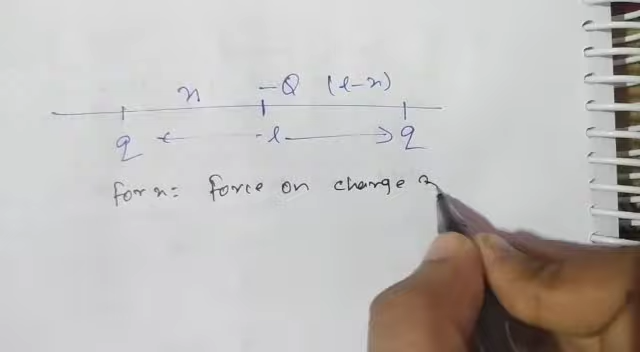 x -Q (l-x)
q l q
for x: force on charge